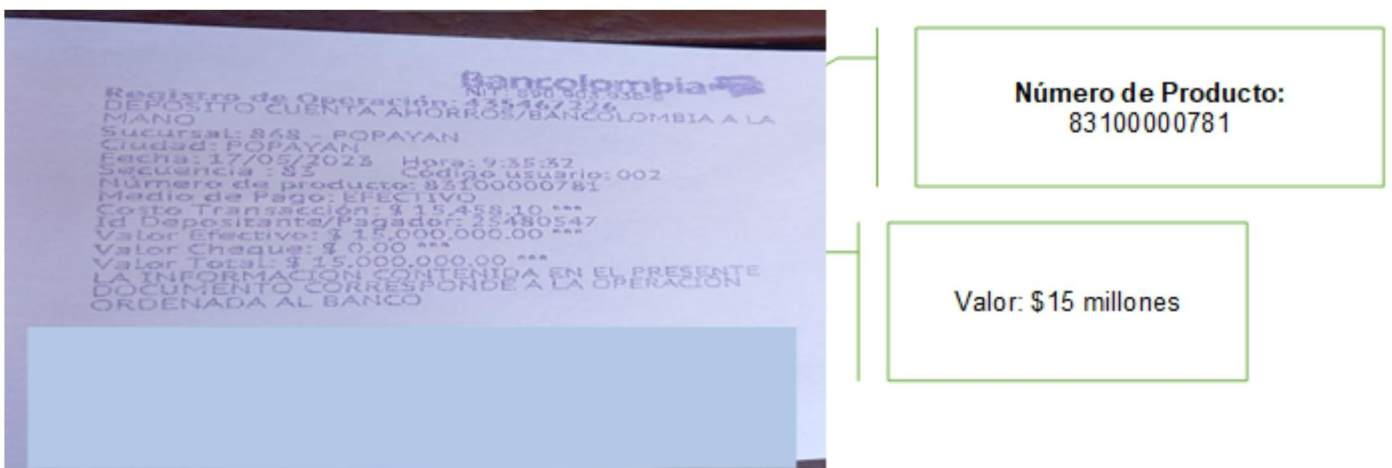 Bancolombia
NIT: 890.903.938-8
Registro de Operación: 435467226
DEPOSITO CUENTA AHORROS/BANCOLOMBIA A LA
MANO
Sucursal: 868 - POPAYAN
Ciudad: POPAYAN
Fecha: 17/05/2023 Hora: 9:35:32
Secuencia : 83 Código usuario: 002
Número de producto: 83100000781
Medio de Pago: EFECTIVO
Costo Transacción: $ 15,458.10 ***
Id Depositante/Pagador: 25480547
Valor Efectivo: $ 15,000,000.00 ***
Valor Cheque: $ 0.00 ***
Valor Total: $ 15,000,000.00 ***
LA INFORMACION CONTENIDA EN EL PRESENTE
DOCUMENTO CORRESPONDE A LA OPERACIÓN
ORDENADA AL BANCO
Número de Producto:
83100000781
Valor: $15 millones